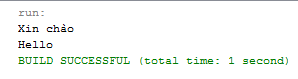 run:
Xin chào
Hello
BUILD SUCCESSFUL (total time: 1 second)